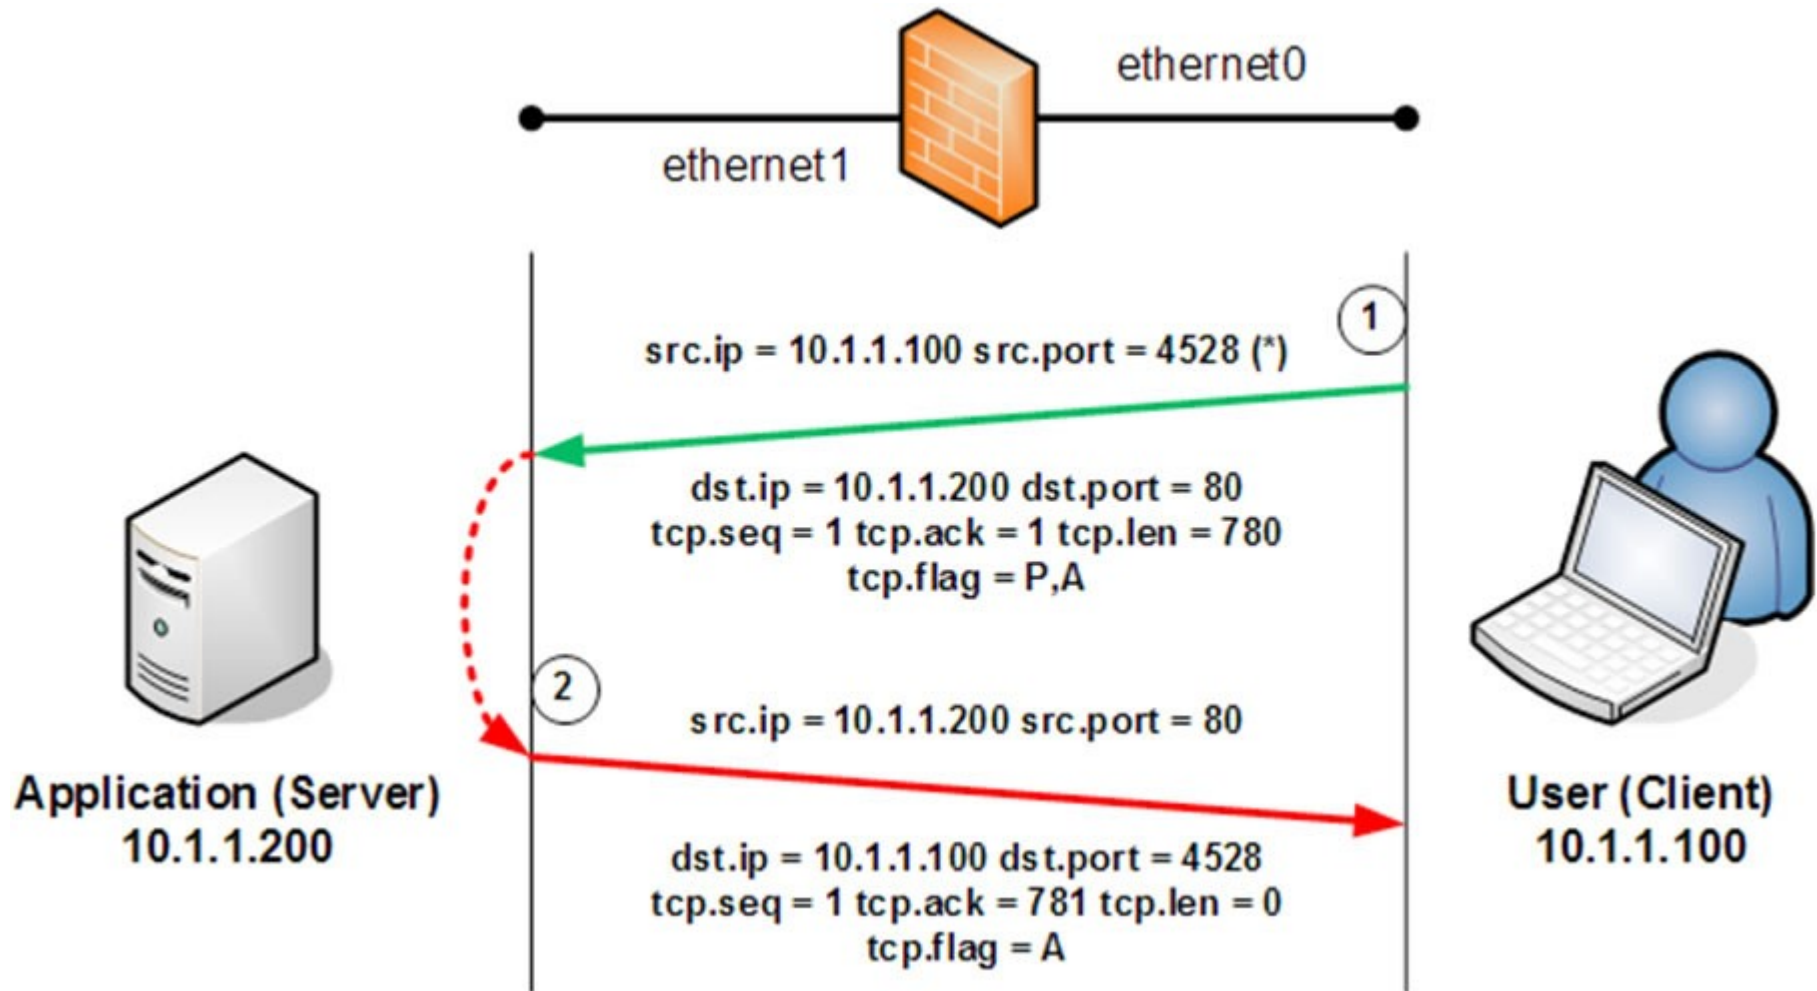 ethernet0
ethernet1
1
src.ip = 10.1.1.100 src.port = 4528 (*)
dst.ip = 10.1.1.200 dst.port = 80
tcp.seq = 1 tcp.ack = 1 tcp.len = 780
tcp.flag = P,A
2
src.ip = 10.1.1.200 src.port = 80
dst.ip = 10.1.1.100 dst.port = 4528
tcp.seq = 1 tcp.ack = 781 tcp.len = 0
tcp.flag = A
Application (Server)
10.1.1.200
User (Client)
10.1.1.100